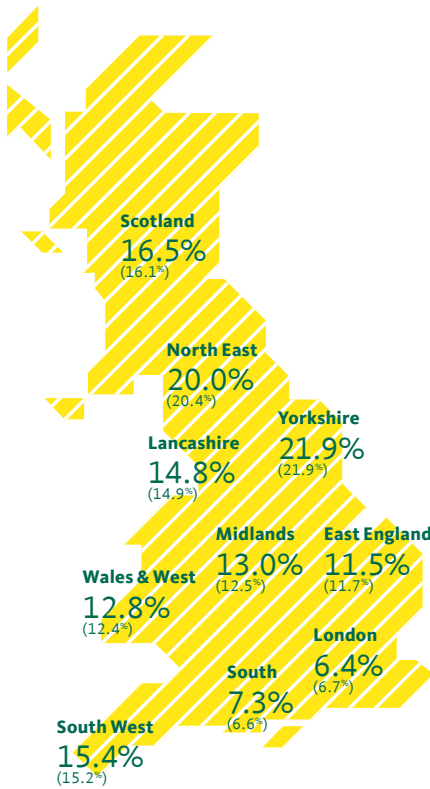 Scotland
16.5%
(16.1%)
North East
20.0%
(20.4%)
Yorkshire
21.9%
(21.9%)
Lancashire
14.8%
(14.9%)
Midlands
13.0%
(12.5%)
East England
11.5%
(11.7%)
Wales & West
12.8%
(12.4%)
London
6.4%
(6.7%)
South
7.3%
(6.6%)
South West
15.4%
(15.2%)